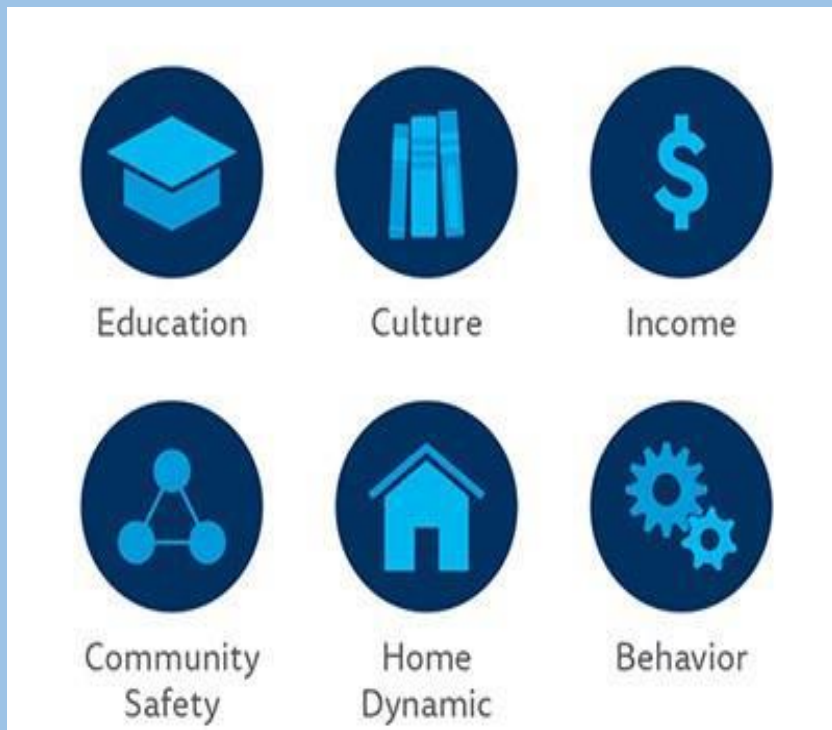 Education
Culture
Income
Community
Safety
Home
Dynamic
Behavior